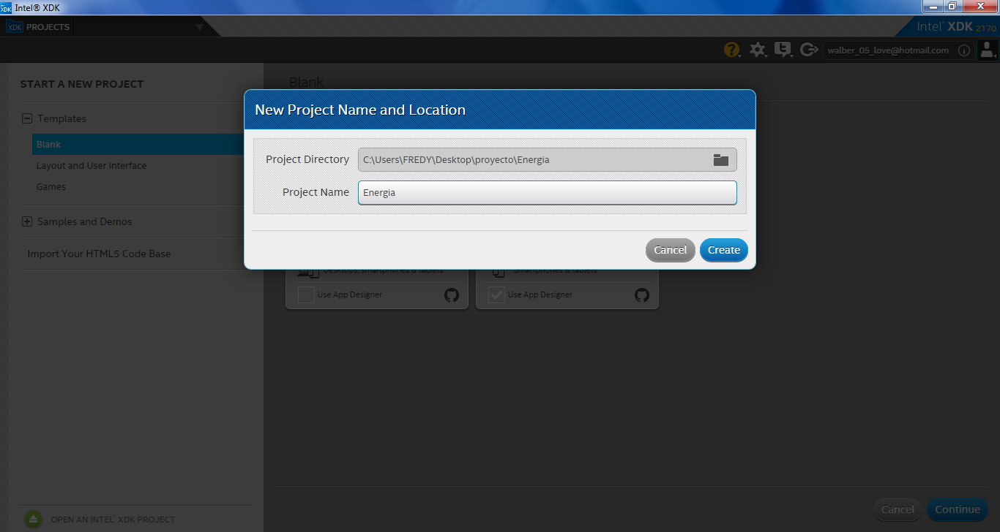 Intel® XDK
XDK PROJECTS
Intel® XDK 2170
walber_05_love@hotmail.com
START A NEW PROJECT
Blank
Templates
Blank
Layout and User Interface
Games
Samples and Demos
Import Your HTML5 Code Base
New Project Name and Location
Project Directory C:\Users\FREDY\Desktop\proyecto\Energia
Project Name Energia
Cancel Create
Desktops, smartphones & tablets Smartphones & tablets
Use App Designer Use App Designer
OPEN AN INTEL® XDK PROJECT
Cancel Continue